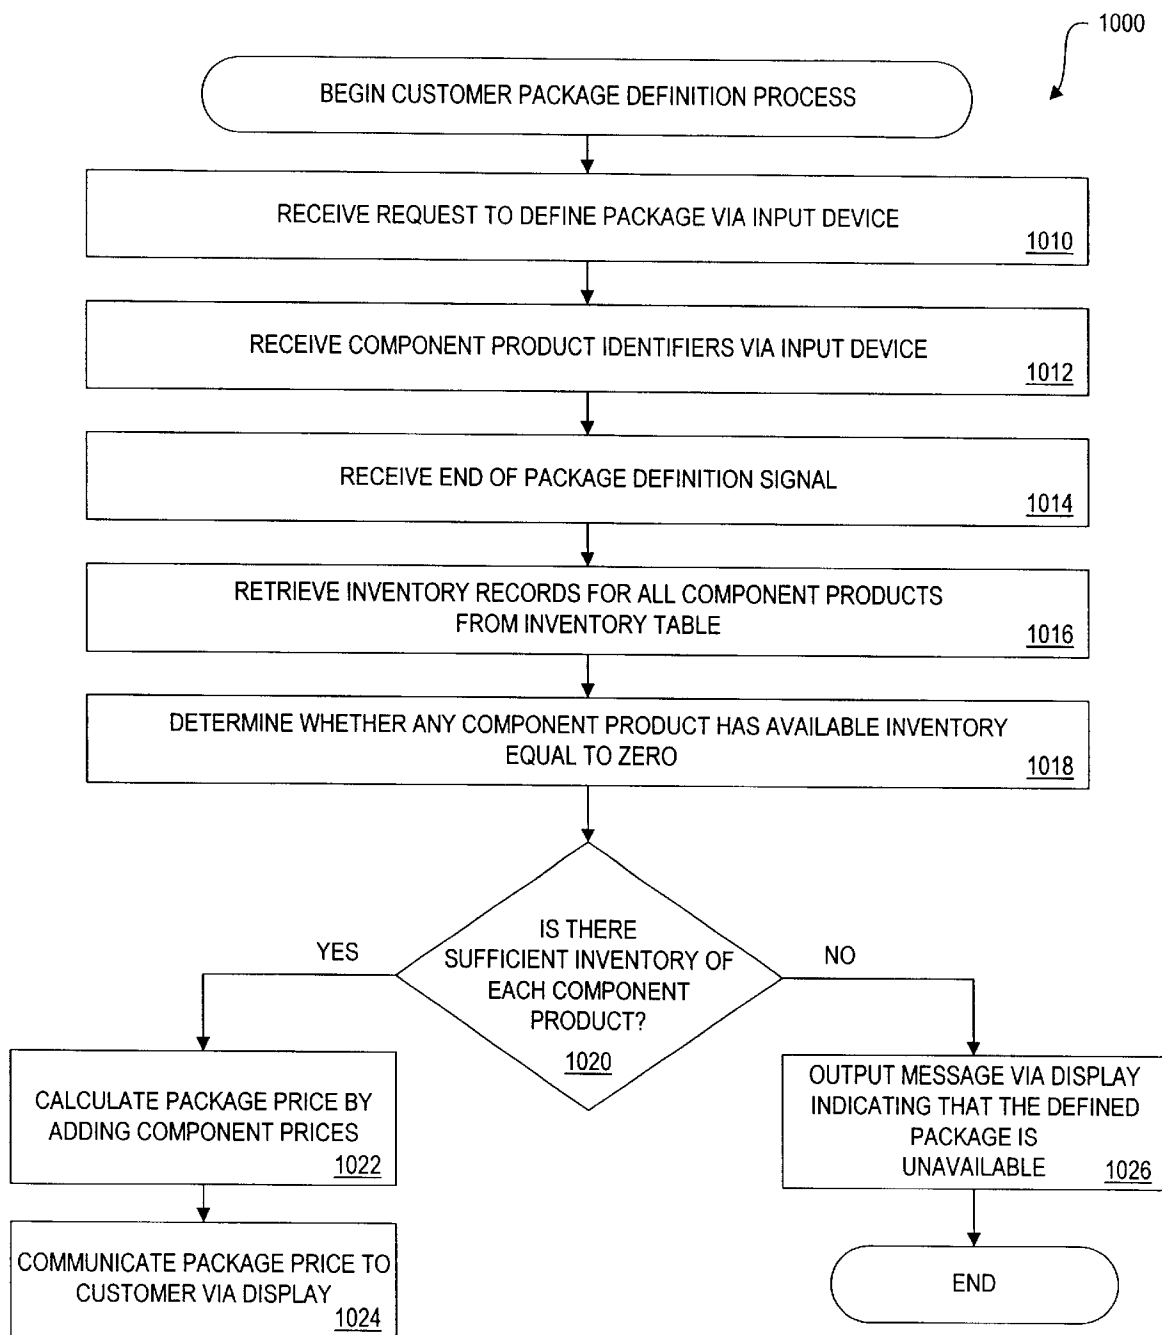 1000
BEGIN CUSTOMER PACKAGE DEFINITION PROCESS
RECEIVE REQUEST TO DEFINE PACKAGE VIA INPUT DEVICE
1010
RECEIVE COMPONENT PRODUCT IDENTIFIERS VIA INPUT DEVICE
1012
RECEIVE END OF PACKAGE DEFINITION SIGNAL
1014
RETRIEVE INVENTORY RECORDS FOR ALL COMPONENT PRODUCTS
FROM INVENTORY TABLE
1016
DETERMINE WHETHER ANY COMPONENT PRODUCT HAS AVAILABLE INVENTORY
EQUAL TO ZERO
1018
IS THERE
SUFFICIENT INVENTORY OF
EACH COMPONENT
PRODUCT?
1020
YES
NO
CALCULATE PACKAGE PRICE BY
ADDING COMPONENT PRICES
1022
COMMUNICATE PACKAGE PRICE TO
CUSTOMER VIA DISPLAY
1024
OUTPUT MESSAGE VIA DISPLAY
INDICATING THAT THE DEFINED
PACKAGE IS
UNAVAILABLE
1026
END